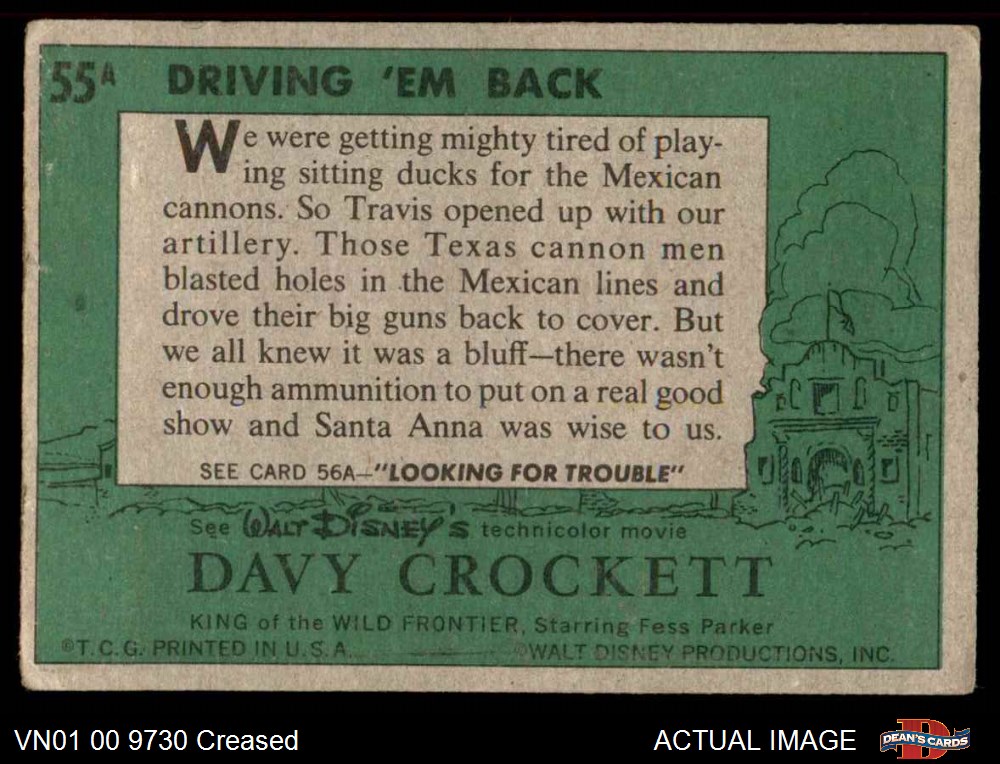 55A DRIVING 'EM BACK
We were getting mighty tired of play-
ing sitting ducks for the Mexican
cannons. So Travis opened up with our
artillery. Those Texas cannon men
blasted holes in the Mexican lines and
drove their big guns back to cover. But
we all knew it was a bluff—there wasn't
enough ammunition to put on a real good
show and Santa Anna was wise to us.
SEE CARD 56A—"LOOKING FOR TROUBLE"
See WALT DISNEY'S technicolor movie
DAVY CROCKETT
KING of the WILD FRONTIER, Starring Fess Parker
©T.C.G. PRINTED IN U.S.A. ©WALT DISNEY PRODUCTIONS, INC.
VN01 00 9730 Creased ACTUAL IMAGE D DEAN'S CARDS